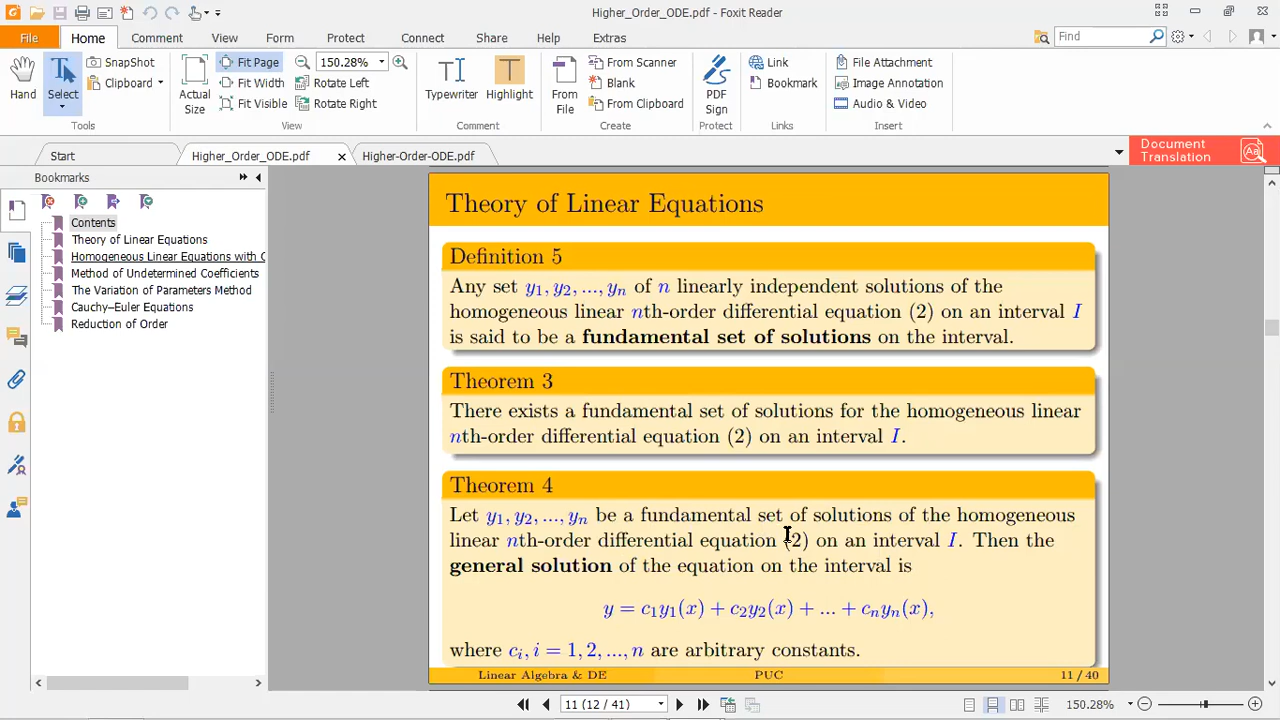 Higher_Order_ODE.pdf - Foxit Reader
File Home Comment View Form Protect Connect Share Help Extras Find
Hand
Select
SnapShot
Clipboard
Tools
Actual Size
Fit Page
Fit Width
Fit Visible
150.28%
Rotate Left
Rotate Right
View
Typewriter
Highlight
Comment
From File
From Scanner
Blank
From Clipboard
Create
PDF Sign
Protect
Link
Bookmark
Links
File Attachment
Image Annotation
Audio & Video
Insert
Start Higher_Order_ODE.pdf Higher-Order-ODE.pdf
Document Translation
Bookmarks
Contents
Theory of Linear Equations
Homogeneous Linear Equations with C
Method of Undetermined Coefficients
The Variation of Parameters Method
Cauchy–Euler Equations
Reduction of Order
Theory of Linear Equations
Definition 5
Any set y₁, y₂, ..., yₙ of n linearly independent solutions of the
homogeneous linear nth-order differential equation (2) on an interval I
is said to be a fundamental set of solutions on the interval.
Theorem 3
There exists a fundamental set of solutions for the homogeneous linear
nth-order differential equation (2) on an interval I.
Theorem 4
Let y₁, y₂, ..., yₙ be a fundamental set of solutions of the homogeneous
linear nth-order differential equation (2) on an interval I. Then the
general solution of the equation on the interval is
y = c₁y₁(x) + c₂y₂(x) + ... + cₙyₙ(x),
where cᵢ, i = 1, 2, ..., n are arbitrary constants.
Linear Algebra & DE PUC 11 / 40
11 (12 / 41) 150.28%